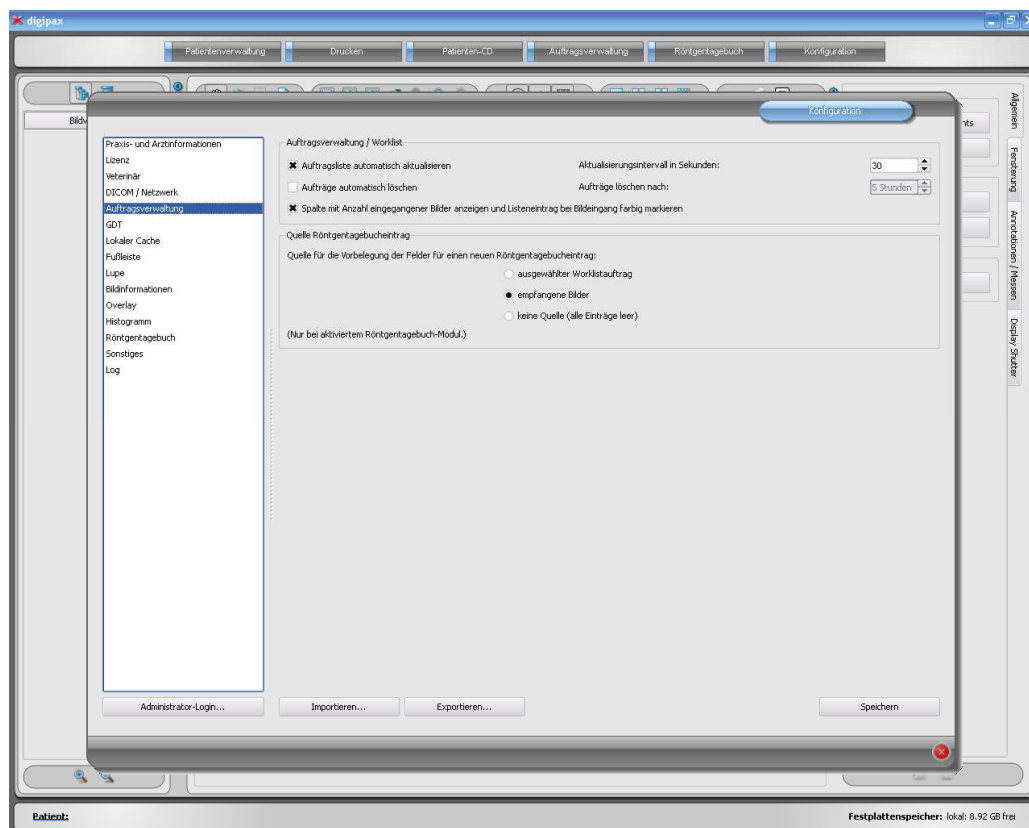 digipax
Patientenverwaltung
Drucken
Patienten-CD
Auftragsverwaltung
Röntgentagebuch
Konfiguration
Konfiguration
Praxis- und Arztinformationen
Lizenz
Veterinär
DICOM / Netzwerk
Auftragsverwaltung
GDT
Lokaler Cache
Fußleiste
Lupe
Bildinformationen
Overlay
Histogramm
Röntgentagebuch
Sonstiges
Log
Auftragsverwaltung / Worklist
Auftragsliste automatisch aktualisieren
Aktualisierungsintervall in Sekunden:
30
Aufträge automatisch löschen
Aufträge löschen nach:
5 Stunden
Spalte mit Anzahl eingegangener Bilder anzeigen und Listeneintrag bei Bildeingang farbig markieren
Quelle Röntgentagebucheintrag
Quelle für die Vorbelegung der Felder für einen neuen Röntgentagebucheintrag:
ausgewählter Worklistauftrag
empfangene Bilder
keine Quelle (alle Einträge leer)
(Nur bei aktiviertem Röntgentagebuch-Modul.)
Administrator-Login...
Importieren...
Exportieren...
Speichern
Allgemein
Fensterung
Annotationen / Messen
Display Shutter
Patient:
Festplattenspeicher: lokal: 8.92 GB frei